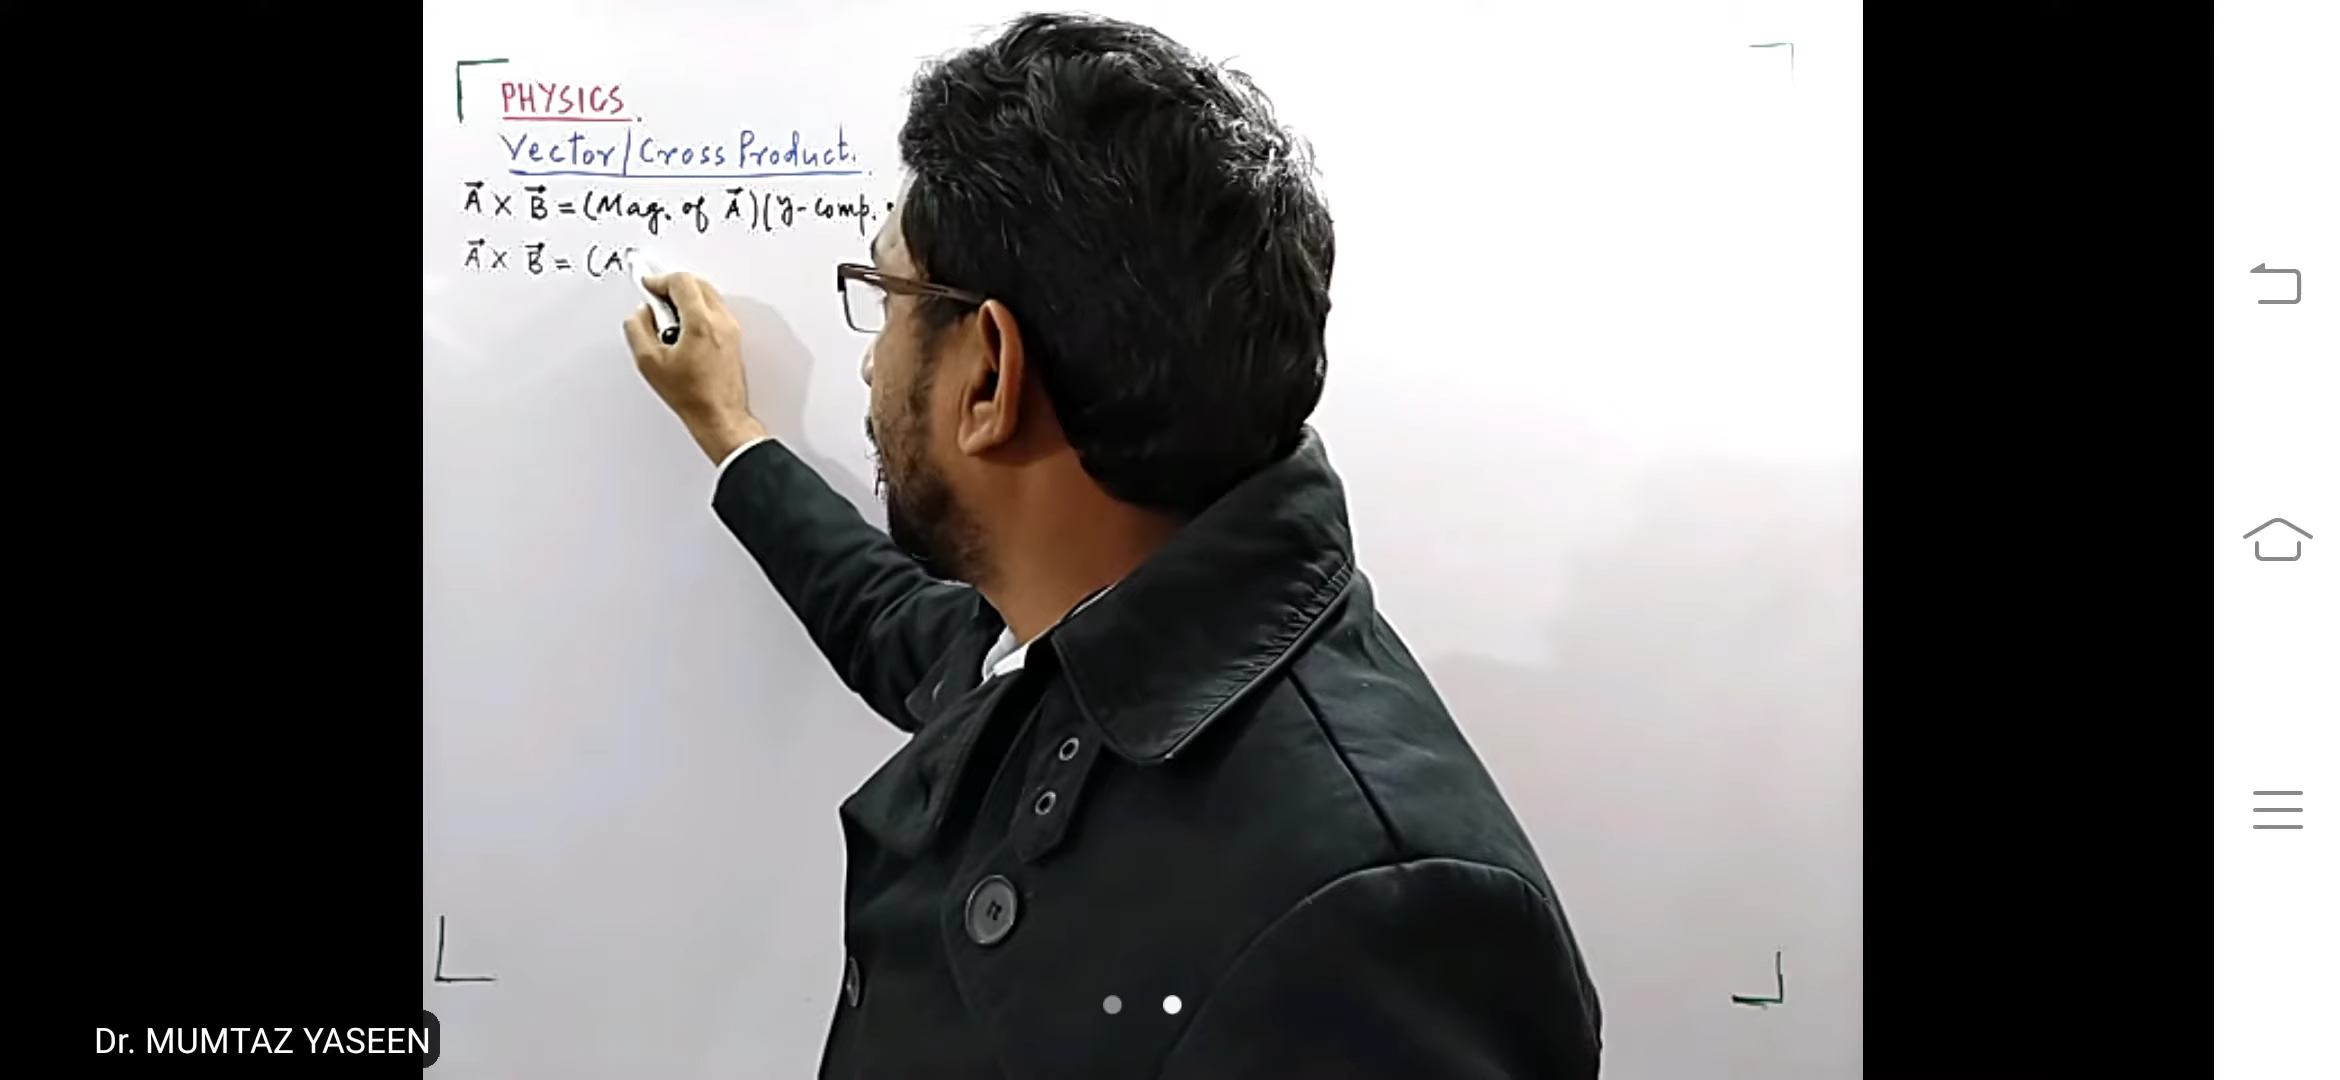 PHYSICS.
Vector/Cross Product.
A⃗ × B⃗ = (Mag. of A⃗)(y-comp.
A⃗ × B⃗ = (A
Dr. MUMTAZ YASEEN